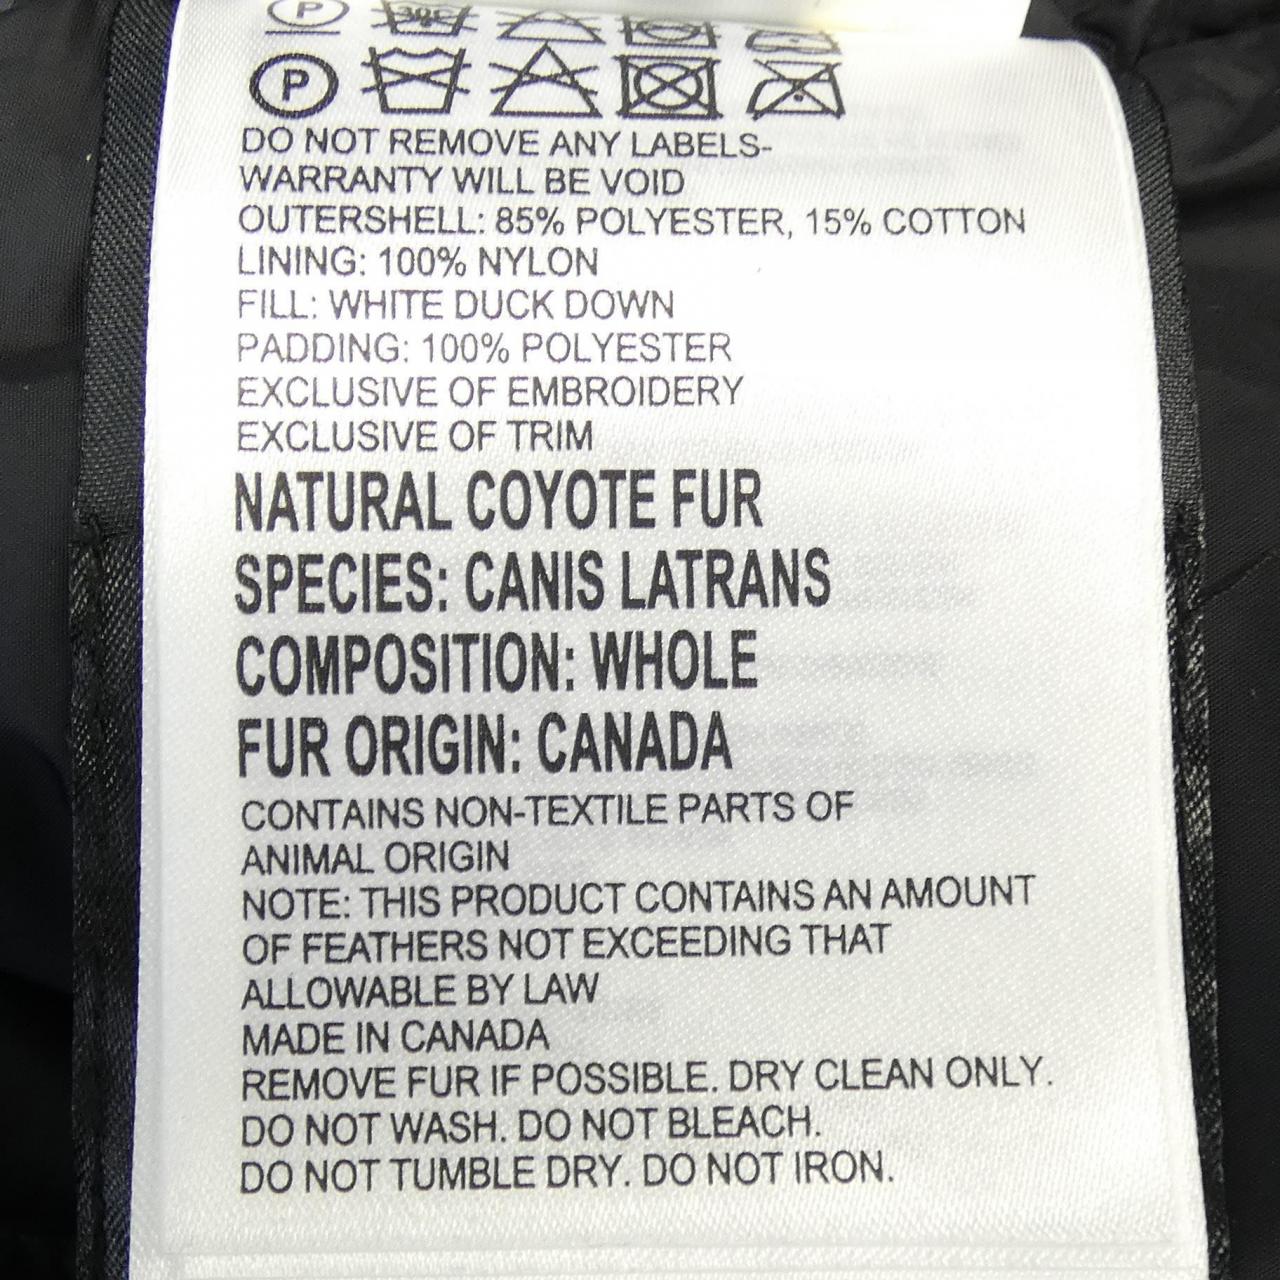 P
30°C
P
DO NOT REMOVE ANY LABELS-
WARRANTY WILL BE VOID
OUTERSHELL: 85% POLYESTER, 15% COTTON
LINING: 100% NYLON
FILL: WHITE DUCK DOWN
PADDING: 100% POLYESTER
EXCLUSIVE OF EMBROIDERY
EXCLUSIVE OF TRIM
NATURAL COYOTE FUR
SPECIES: CANIS LATRANS
COMPOSITION: WHOLE
FUR ORIGIN: CANADA
CONTAINS NON-TEXTILE PARTS OF
ANIMAL ORIGIN
NOTE: THIS PRODUCT CONTAINS AN AMOUNT
OF FEATHERS NOT EXCEEDING THAT
ALLOWABLE BY LAW
MADE IN CANADA
REMOVE FUR IF POSSIBLE. DRY CLEAN ONLY.
DO NOT WASH. DO NOT BLEACH.
DO NOT TUMBLE DRY. DO NOT IRON.